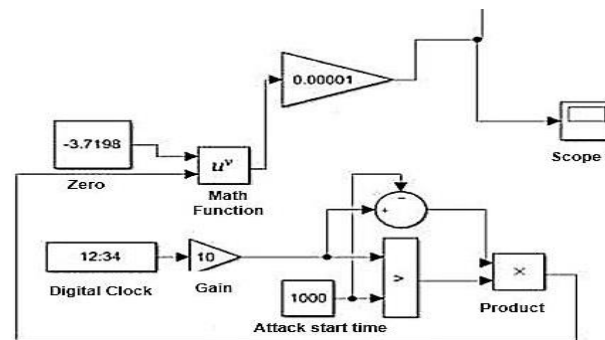 0.00001
-3.7198
Zero
u^v
Math
Function
Scope
+
−
12:34
Digital Clock
10
Gain
1000
Attack start time
>
×
Product